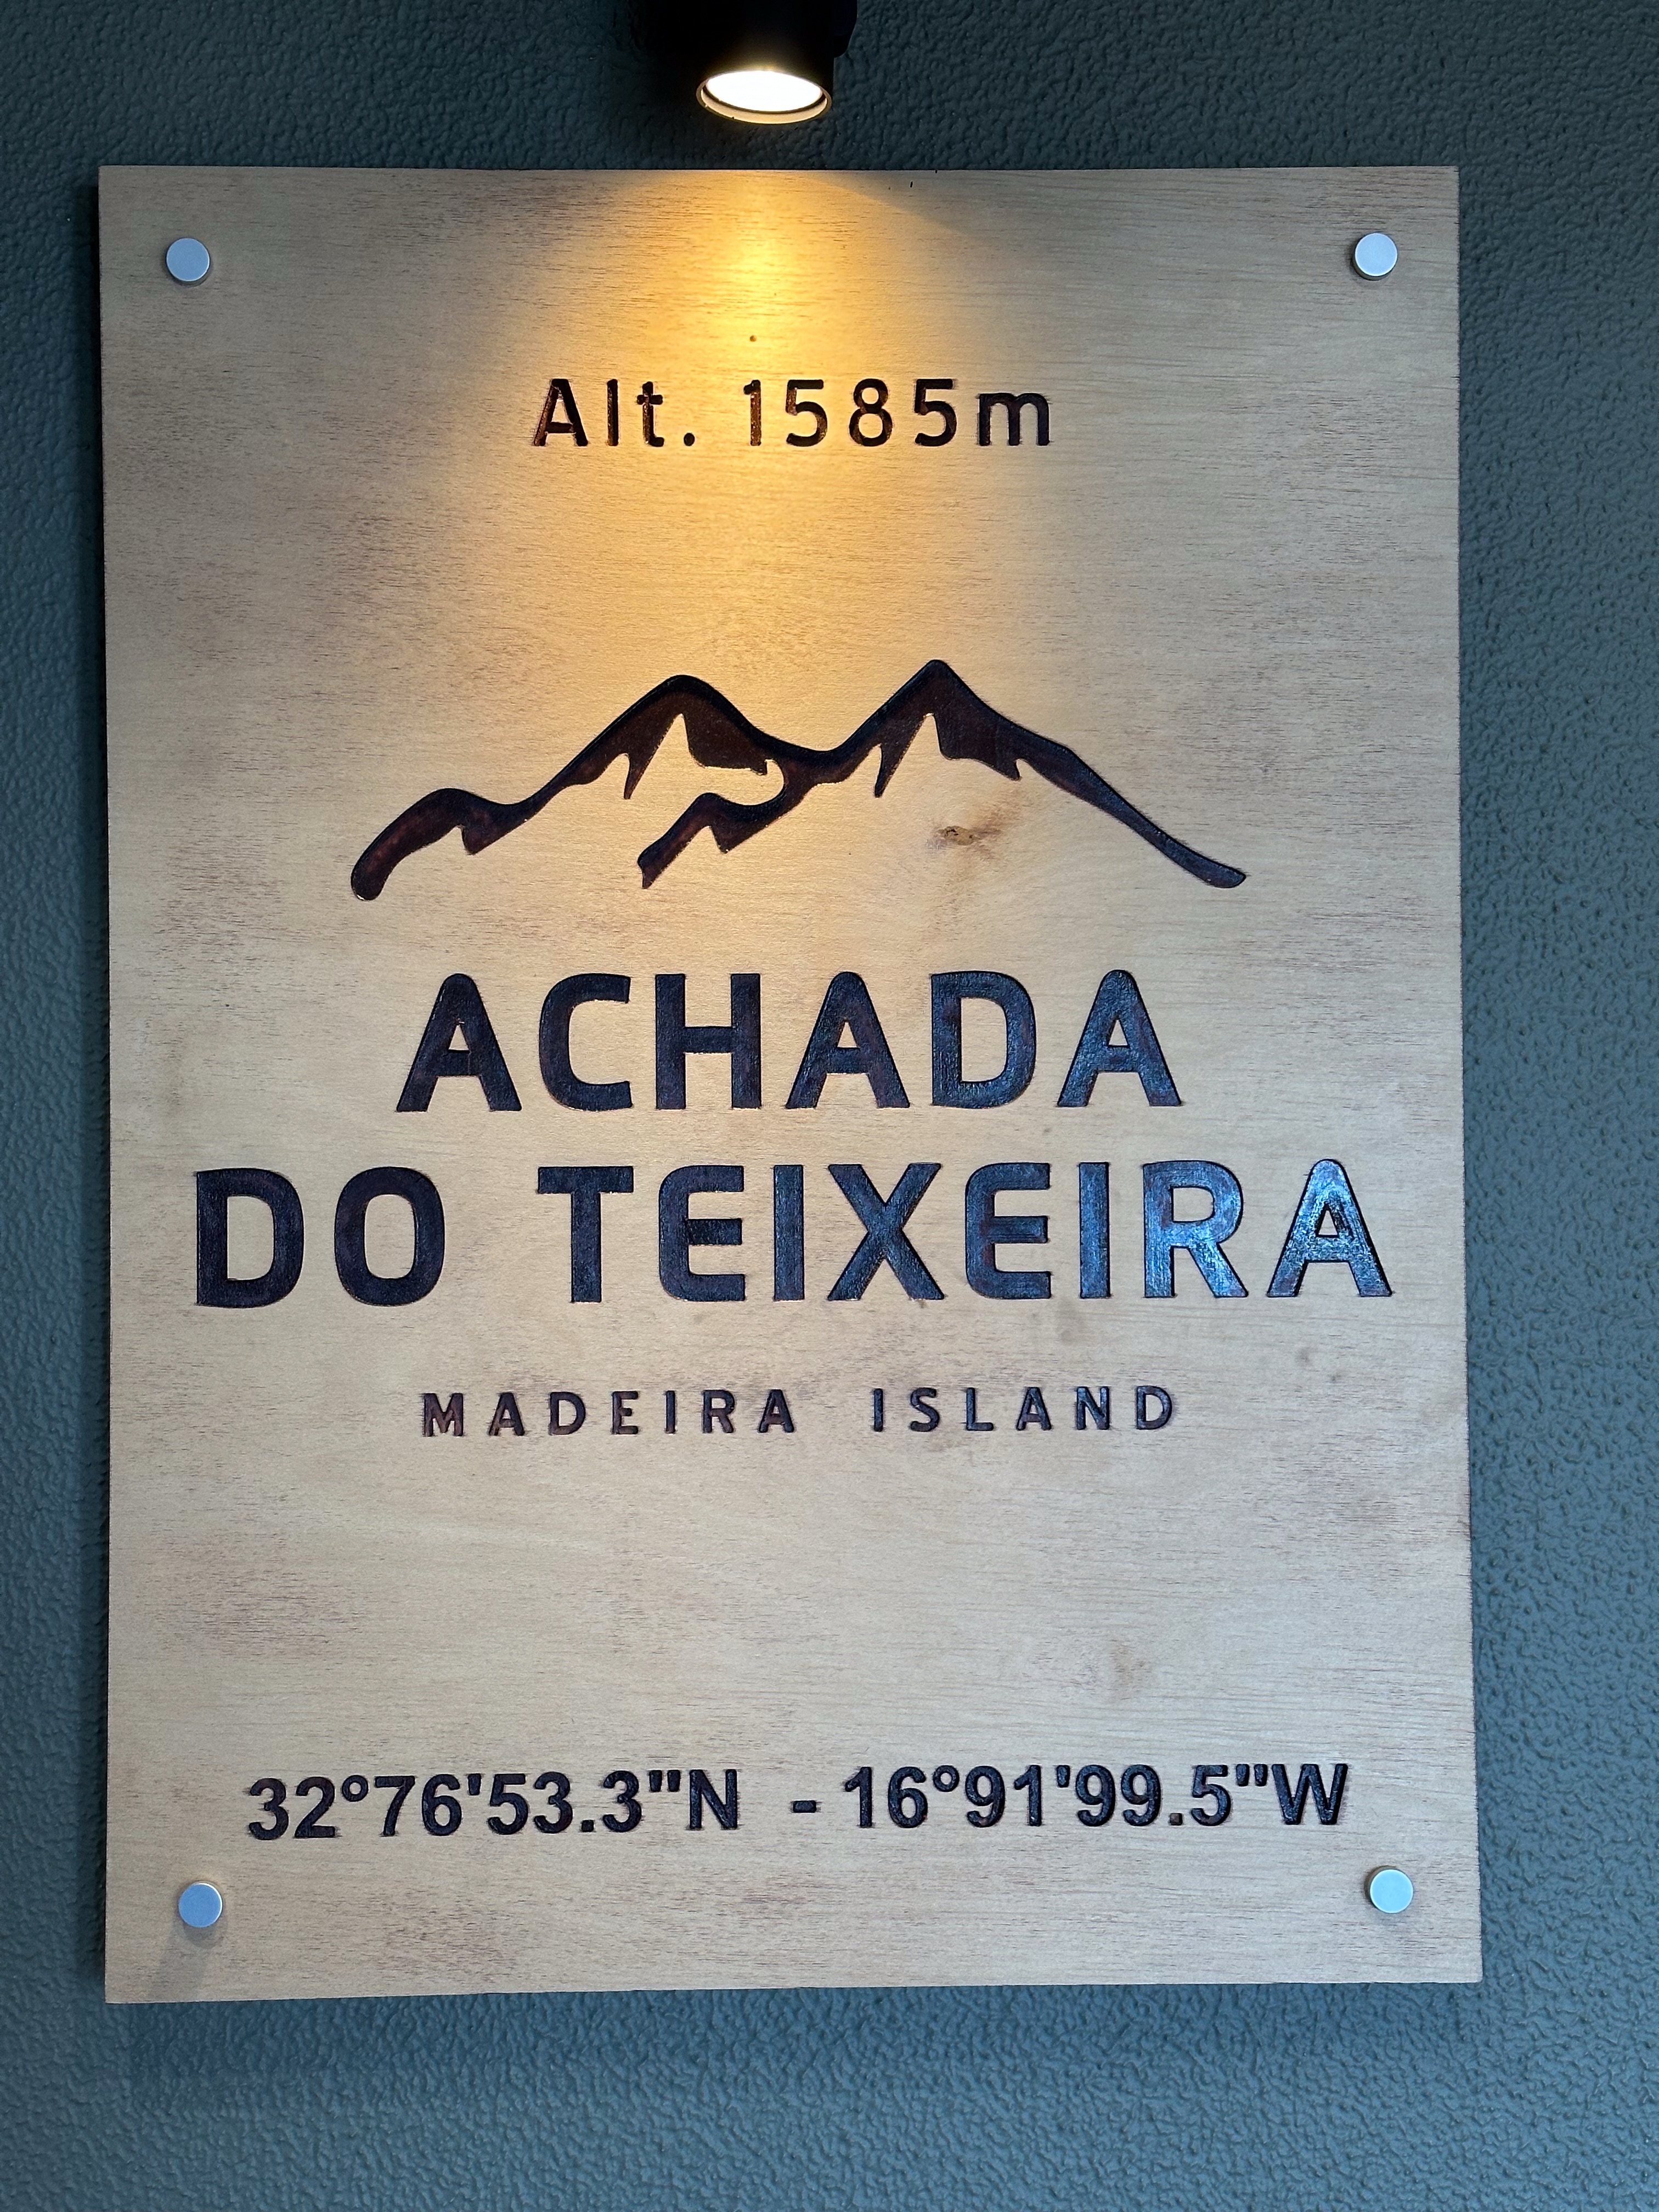 Alt. 1585m
ACHADA
DO TEIXEIRA
MADEIRA ISLAND
32°76'53.3"N - 16°91'99.5"W